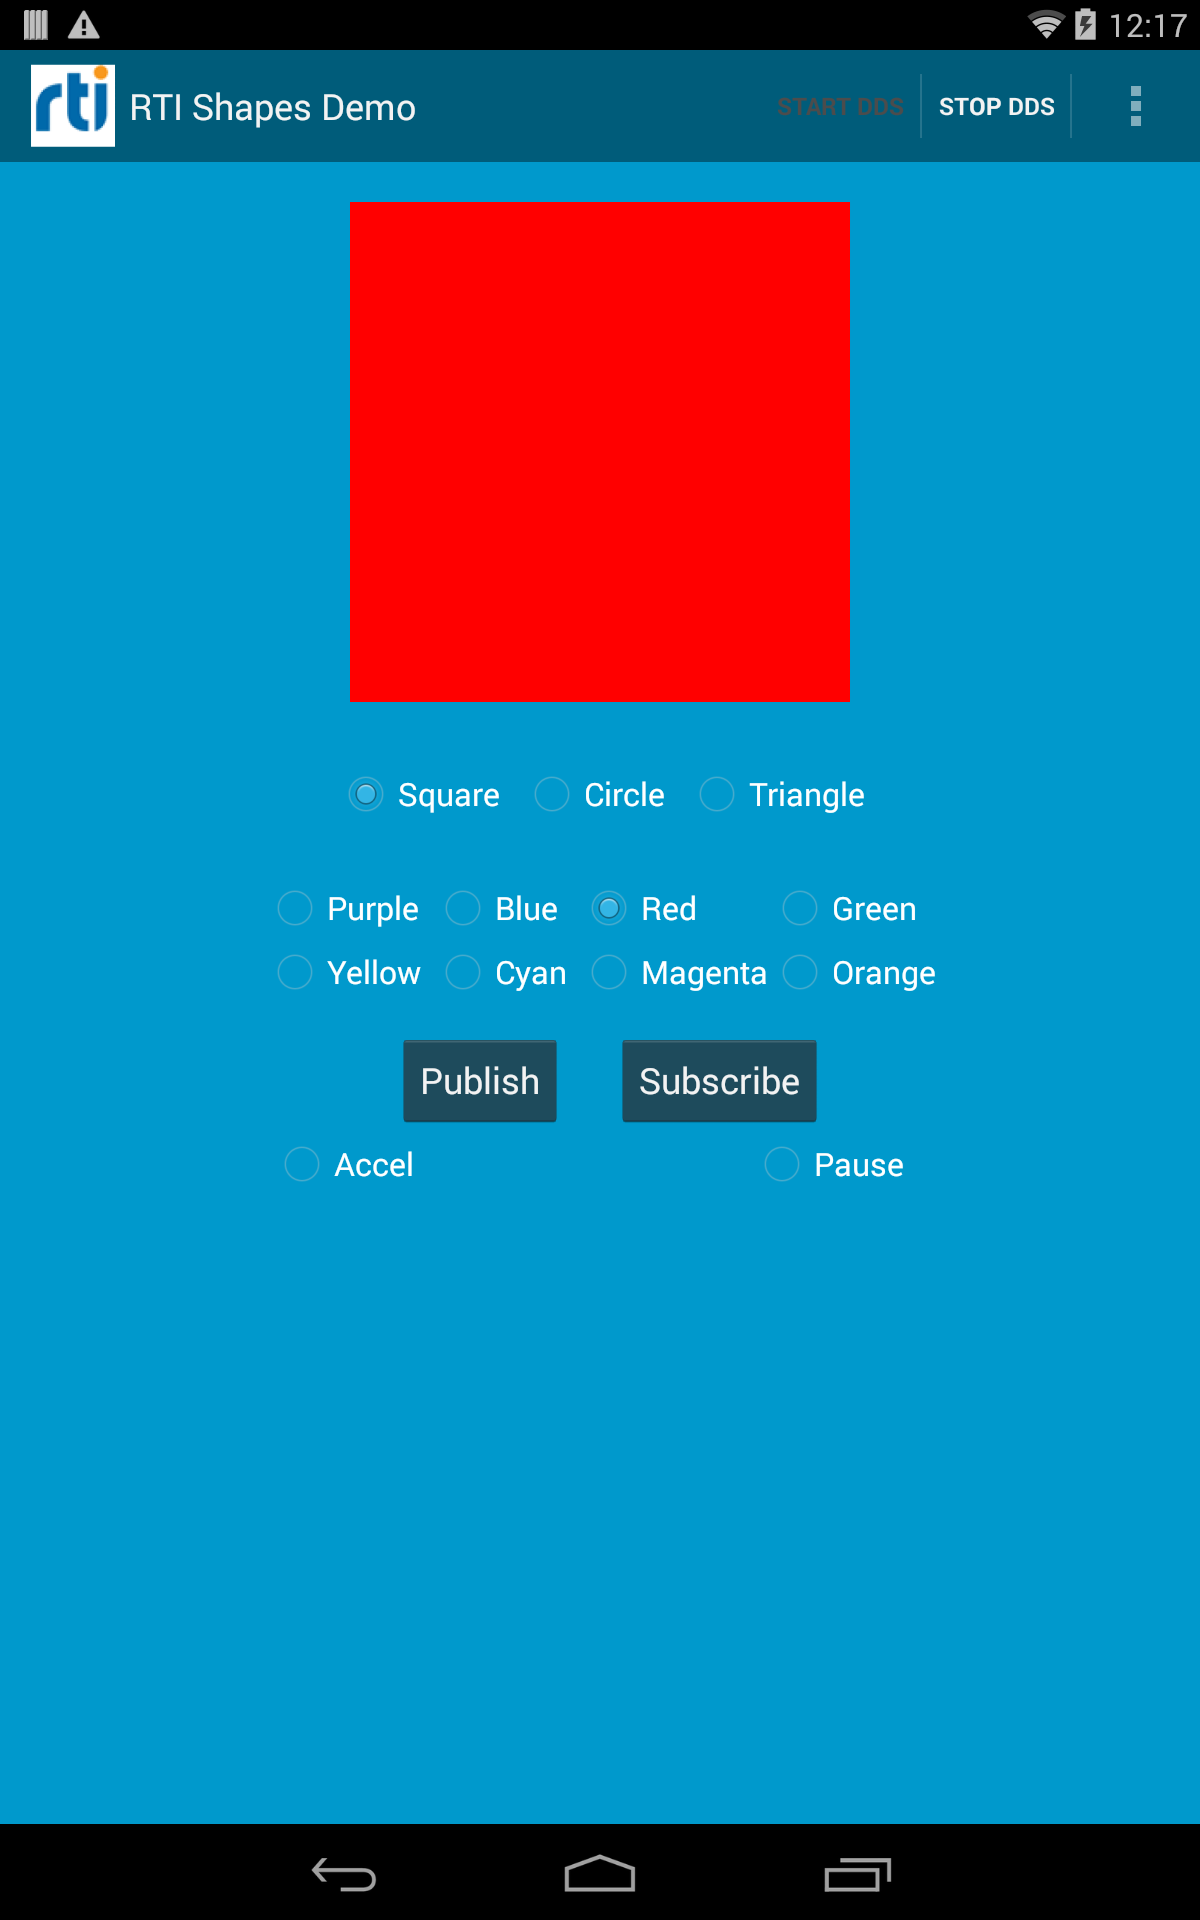 12:17
rti RTI Shapes Demo START DDS STOP DDS
Square Circle Triangle
Purple Blue Red Green
Yellow Cyan Magenta Orange
Publish Subscribe
Accel Pause